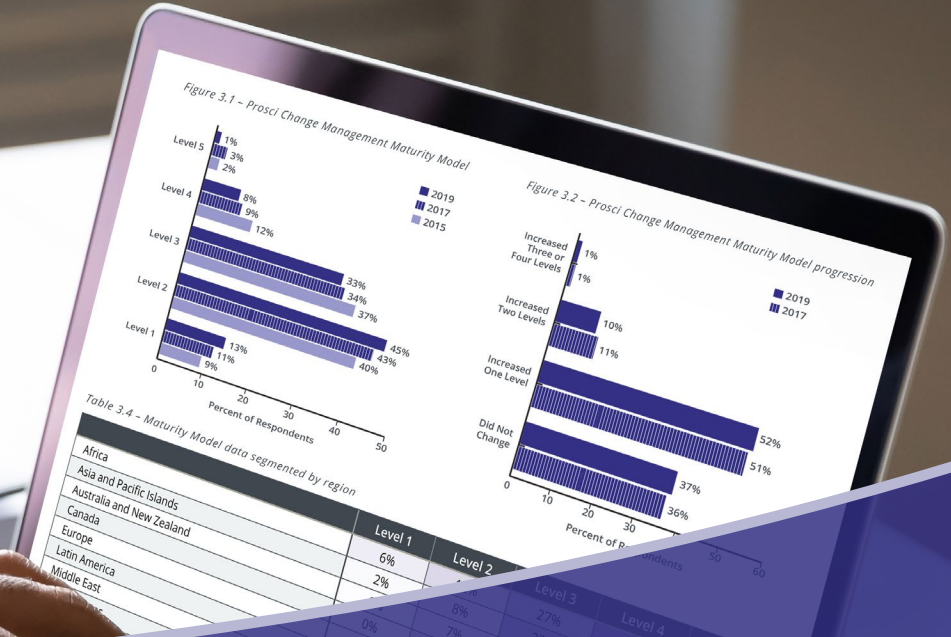 Figure 3.1 – Prosci Change Management Maturity Model
Level 5
1%
3%
2%
Level 4
8%
9%
12%
Level 3
33%
34%
37%
Level 2
45%
43%
40%
Level 1
13%
11%
9%
0 10 20 30 40 50
Percent of Respondents
2019
2017
2015
Figure 3.2 – Prosci Change Management Maturity Model progression
Increased
Three or
Four Levels
1%
1%
Increased
Two Levels
10%
11%
Increased
One Level
52%
51%
Did Not
Change
37%
36%
0 10 20 30 50 60
Percent of
2019
2017
Table 3.4 – Maturity Model data segmented by region
Level 1 Level 2 Level 3 Level 4
Africa
6%
Asia and Pacific Islands
2%
Australia and New Zealand
8% 27%
Canada
0% 7%
Europe
Latin America
Middle East